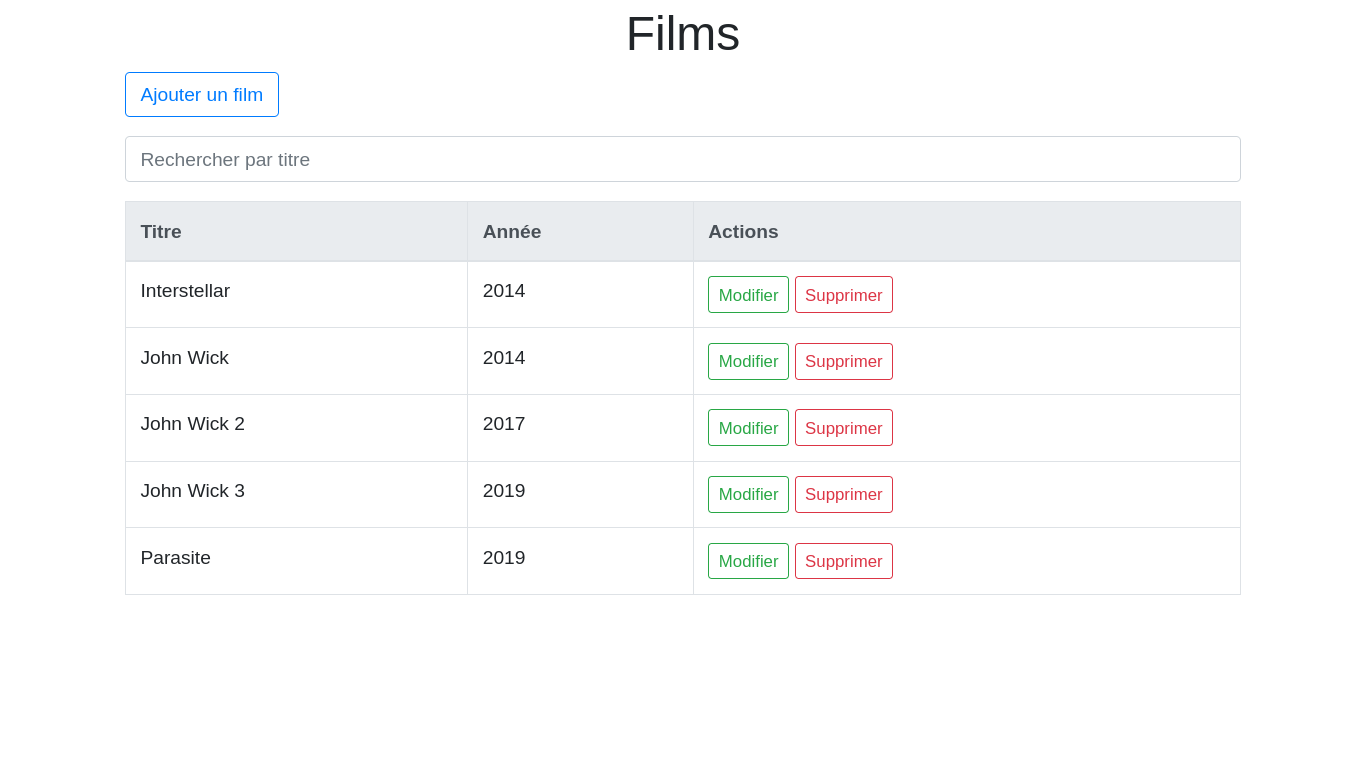 Films
Ajouter un film
Rechercher par titre
Titre Année Actions
Interstellar 2014 Modifier Supprimer
John Wick 2014 Modifier Supprimer
John Wick 2 2017 Modifier Supprimer
John Wick 3 2019 Modifier Supprimer
Parasite 2019 Modifier Supprimer